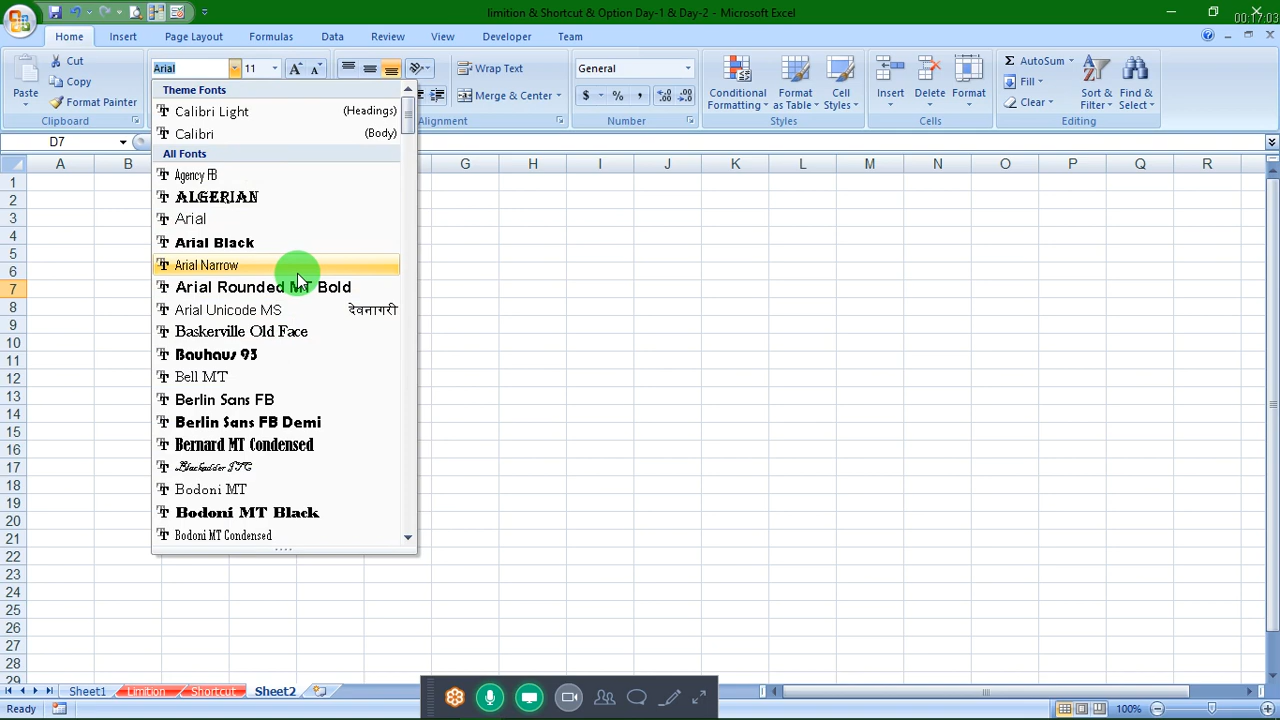 limition & Shortcut & Option Day-1 & Day-2 - Microsoft Excel
00:17:03
Home Insert Page Layout Formulas Data Review View Developer Team
Paste
Cut
Copy
Format Painter
Clipboard
Arial 11
Wrap Text
Merge & Center
Alignment
General
$ % ,
Number
Conditional Formatting
Format as Table
Cell Styles
Styles
Insert
Delete
Format
Cells
Σ AutoSum
Fill
Clear
Sort & Filter
Find & Select
Editing
D7
Theme Fonts
Calibri Light (Headings)
Calibri (Body)
All Fonts
Agency FB
ALGERIAN
Arial
Arial Black
Arial Narrow
Arial Rounded MT Bold
Arial Unicode MS देवनागरी
Baskerville Old Face
Bauhaus 93
Bell MT
Berlin Sans FB
Berlin Sans FB Demi
Bernard MT Condensed
Blackadder ITC
Bodoni MT
Bodoni MT Black
Bodoni MT Condensed
A B G H I J K L M N O P Q R
1
2
3
4
5
6
7
8
9
10
11
12
13
14
15
16
17
18
19
20
21
22
23
24
25
26
27
28
Sheet1 Limition Shortcut Sheet2
Ready